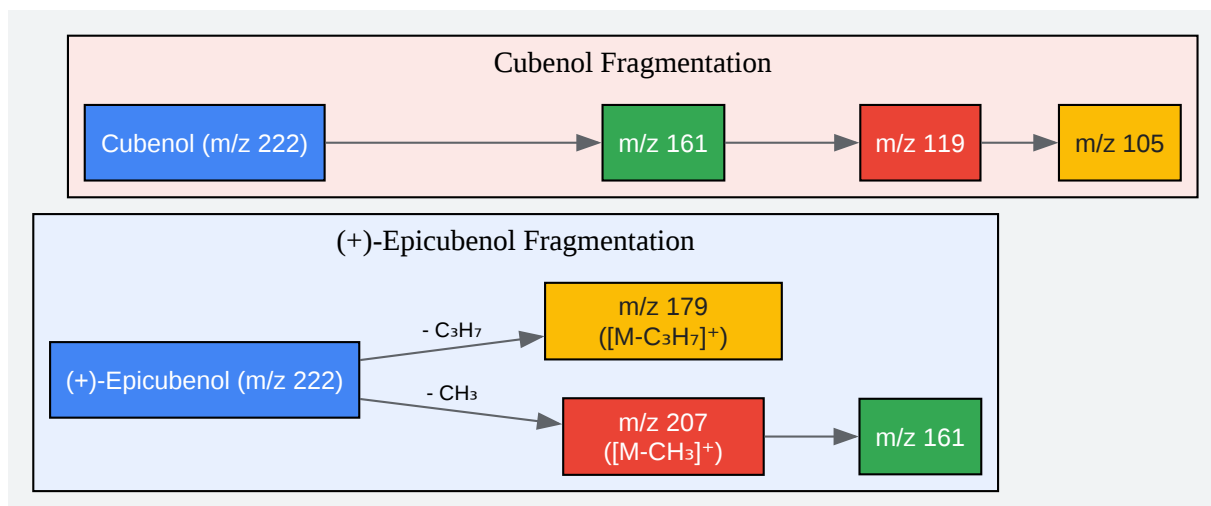 Cubenol Fragmentation
Cubenol (m/z 222)
m/z 161
m/z 119
m/z 105
(+)-Epicubenol Fragmentation
(+)-Epicubenol (m/z 222)
- C₃H₇
m/z 179
([M-C₃H₇]⁺)
- CH₃
m/z 207
([M-CH₃]⁺)
m/z 161